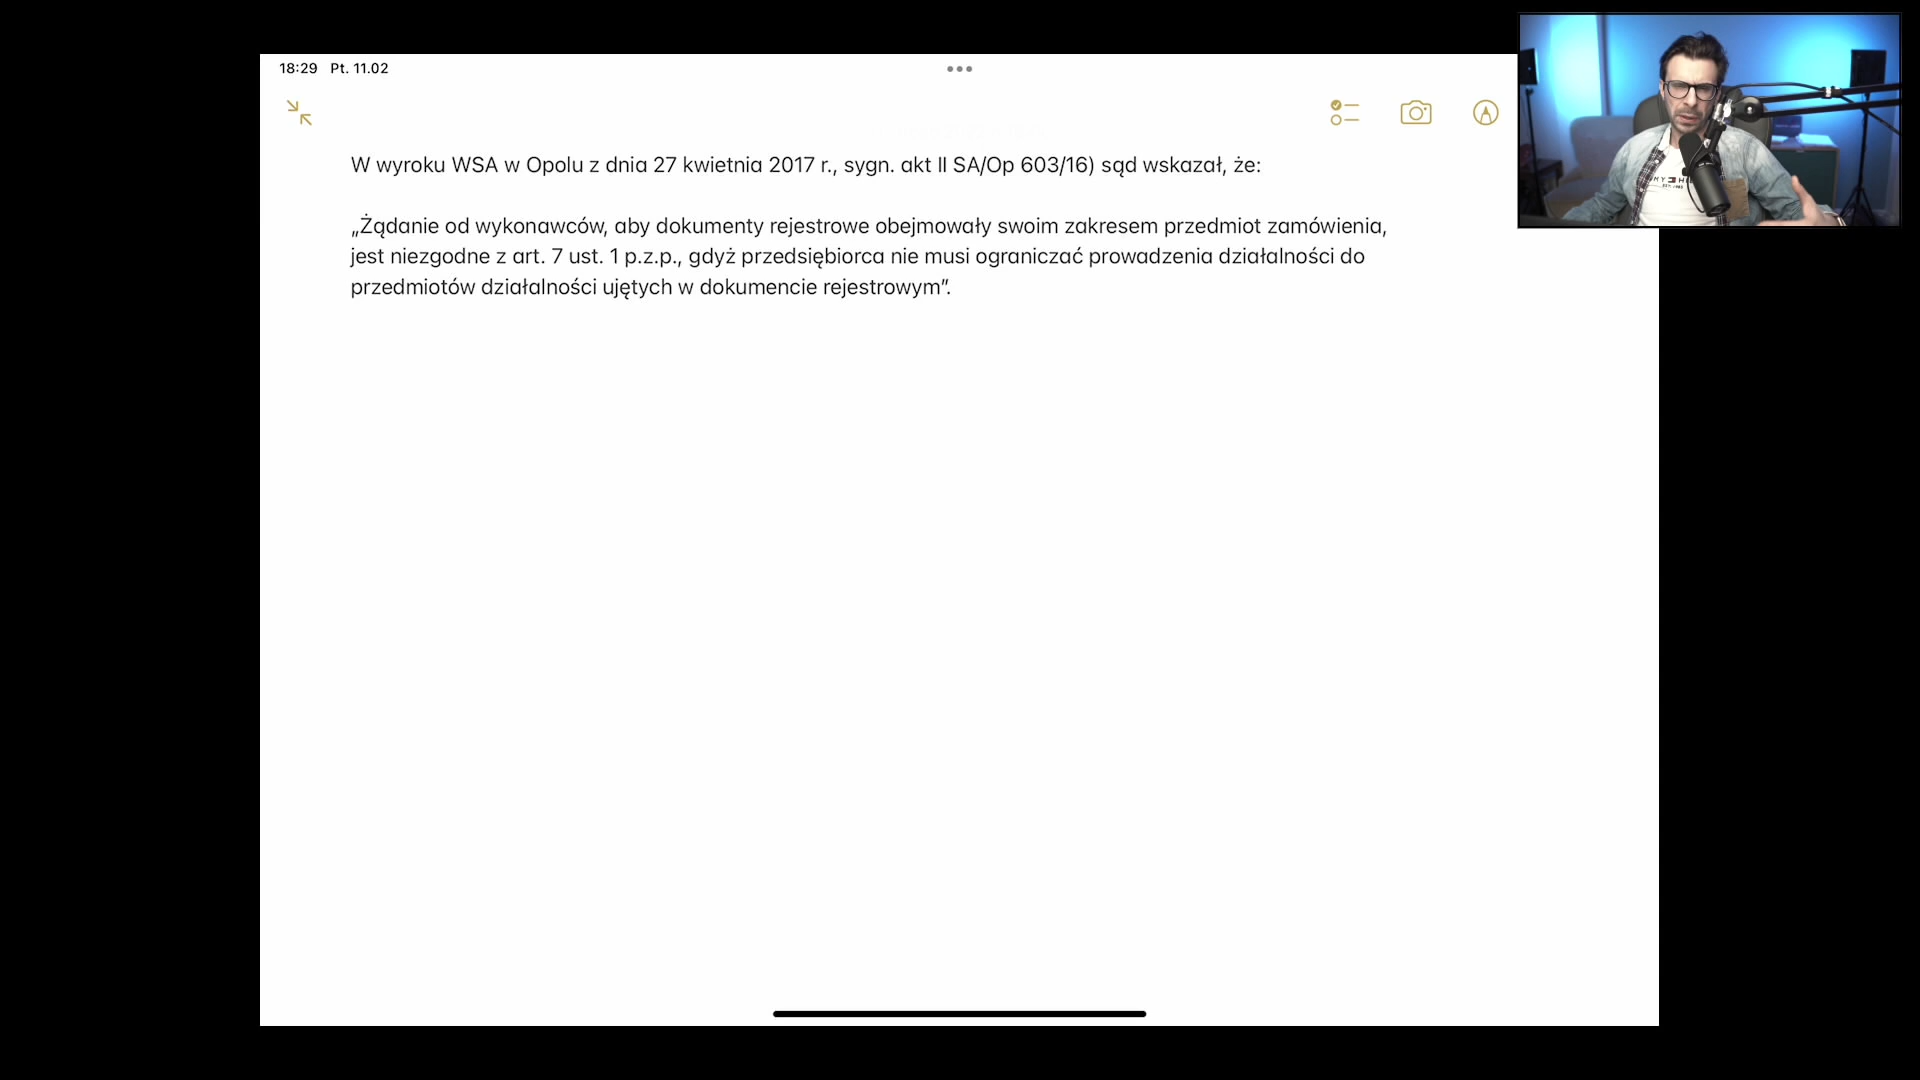 18:29 Pt. 11.02
W wyroku WSA w Opolu z dnia 27 kwietnia 2017 r., sygn. akt II SA/Op 603/16) sąd wskazał, że:
„Żądanie od wykonawców, aby dokumenty rejestrowe obejmowały swoim zakresem przedmiot zamówienia,
jest niezgodne z art. 7 ust. 1 p.z.p., gdyż przedsiębiorca nie musi ograniczać prowadzenia działalności do
przedmiotów działalności ujętych w dokumencie rejestrowym”.